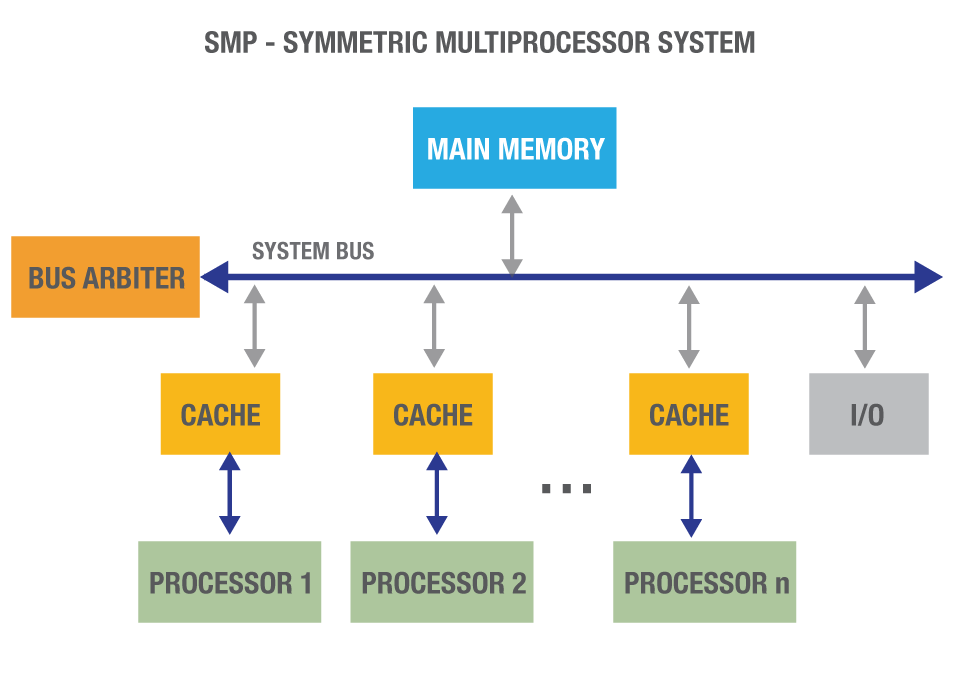 SMP - SYMMETRIC MULTIPROCESSOR SYSTEM
MAIN MEMORY
SYSTEM BUS
BUS ARBITER
CACHE
CACHE
CACHE
I/O
...
PROCESSOR 1
PROCESSOR 2
PROCESSOR n